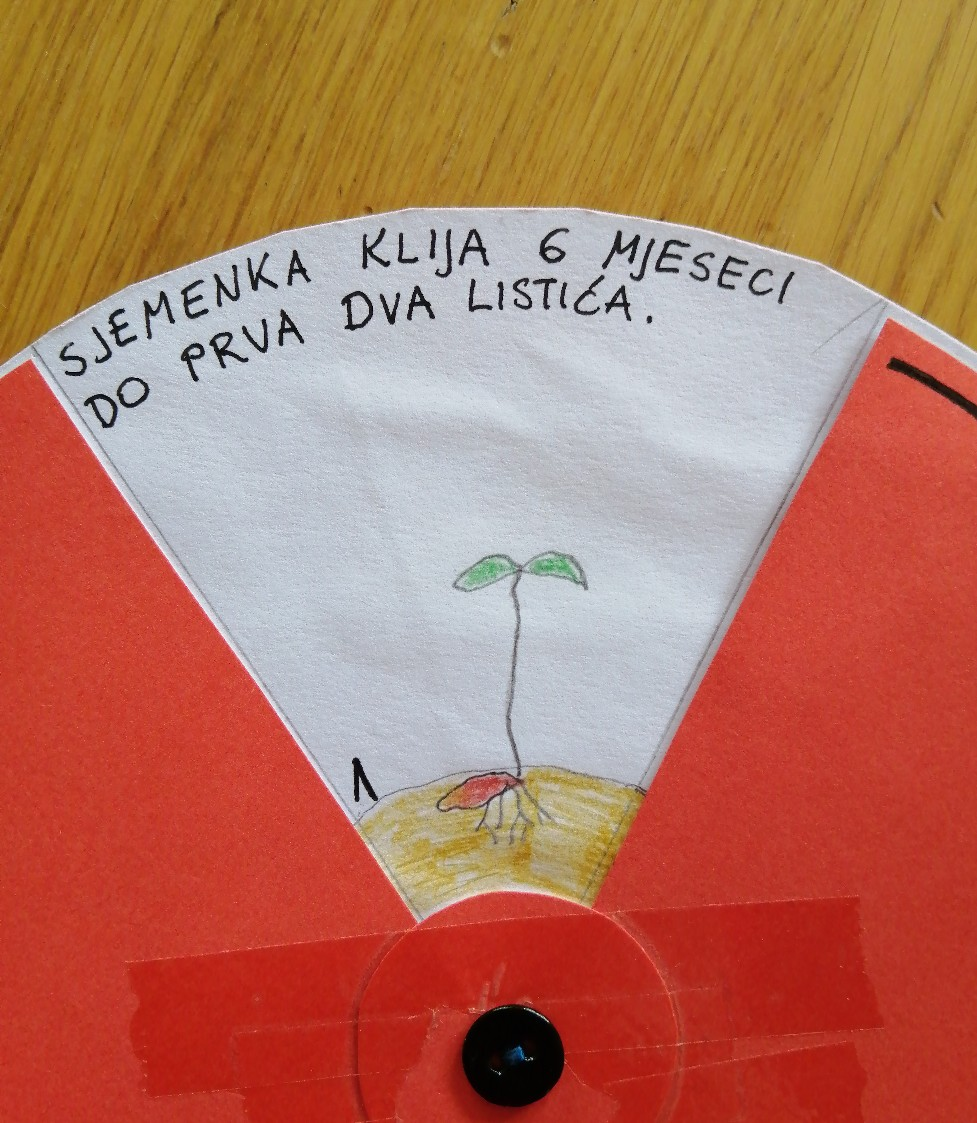 SJEMENKA KLIJA 6 MJESECI
DO PRVA DVA LISTIĆA.
1